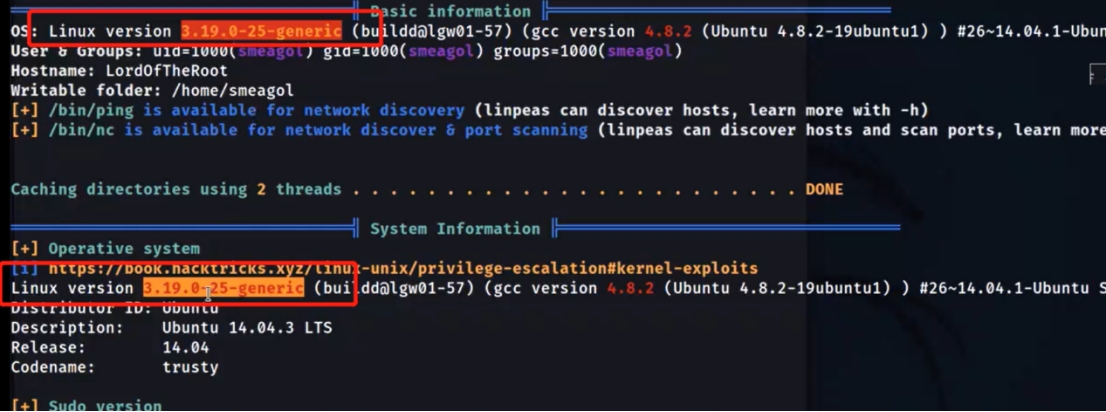 Basic information
OS: Linux version 3.19.0-25-generic (buildd@lgw01-57) (gcc version 4.8.2 (Ubuntu 4.8.2-19ubuntu1) ) #26~14.04.1-Ubun
User & Groups: uid=1000(smeagol) gid=1000(smeagol) groups=1000(smeagol)
Hostname: LordOfTheRoot
Writable folder: /home/smeagol
[+] /bin/ping is available for network discovery (linpeas can discover hosts, learn more with -h)
[+] /bin/nc is available for network discover & port scanning (linpeas can discover hosts and scan ports, learn more
Caching directories using 2 threads . . . . . . . . . . . . . . . . . . . . . . . . . . . . DONE
System Information
[+] Operative system
[i] https://book.hacktricks.xyz/linux-unix/privilege-escalation#kernel-exploits
Linux version 3.19.0-25-generic (buildd@lgw01-57) (gcc version 4.8.2 (Ubuntu 4.8.2-19ubuntu1) ) #26~14.04.1-Ubuntu S
Distributor ID: Ubuntu
Description: Ubuntu 14.04.3 LTS
Release: 14.04
Codename: trusty
[+] Sudo version